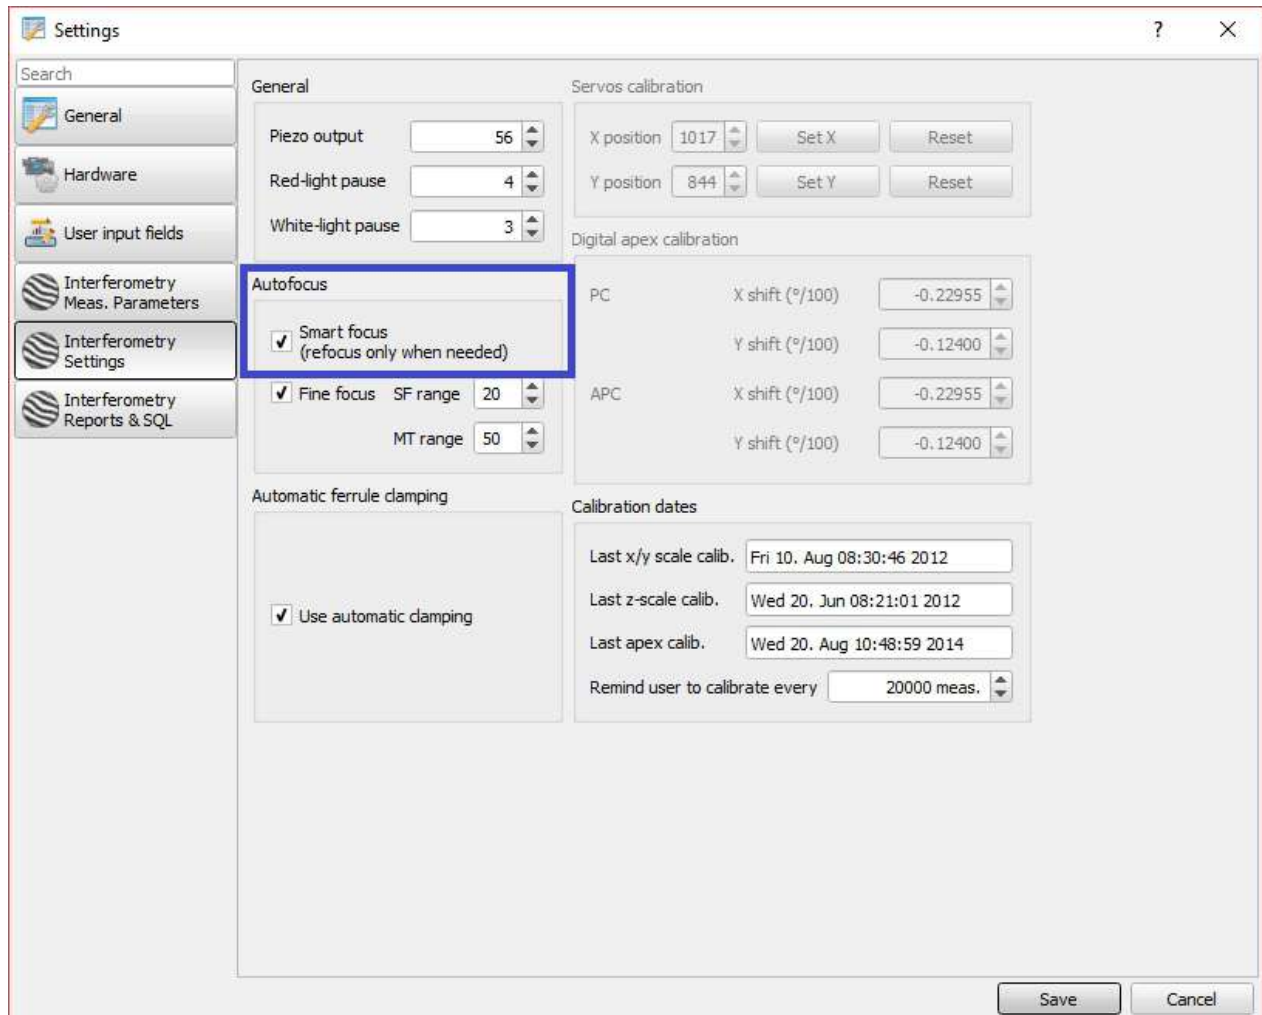 Settings
?
Search
General
Hardware
User input fields
Interferometry
Meas. Parameters
Interferometry
Settings
Interferometry
Reports & SQL
General
Piezo output 56
Red-light pause 4
White-light pause 3
Autofocus
Smart focus
(refocus only when needed)
Fine focus SF range 20
MT range 50
Automatic ferrule clamping
Use automatic clamping
Servos calibration
X position 1017 Set X Reset
Y position 844 Set Y Reset
Digital apex calibration
PC X shift (°/100) -0.22955
Y shift (°/100) -0.12400
APC X shift (°/100) -0.22955
Y shift (°/100) -0.12400
Calibration dates
Last x/y scale calib. Fri 10. Aug 08:30:46 2012
Last z-scale calib. Wed 20. Jun 08:21:01 2012
Last apex calib. Wed 20. Aug 10:48:59 2014
Remind user to calibrate every 20000 meas.
Save Cancel